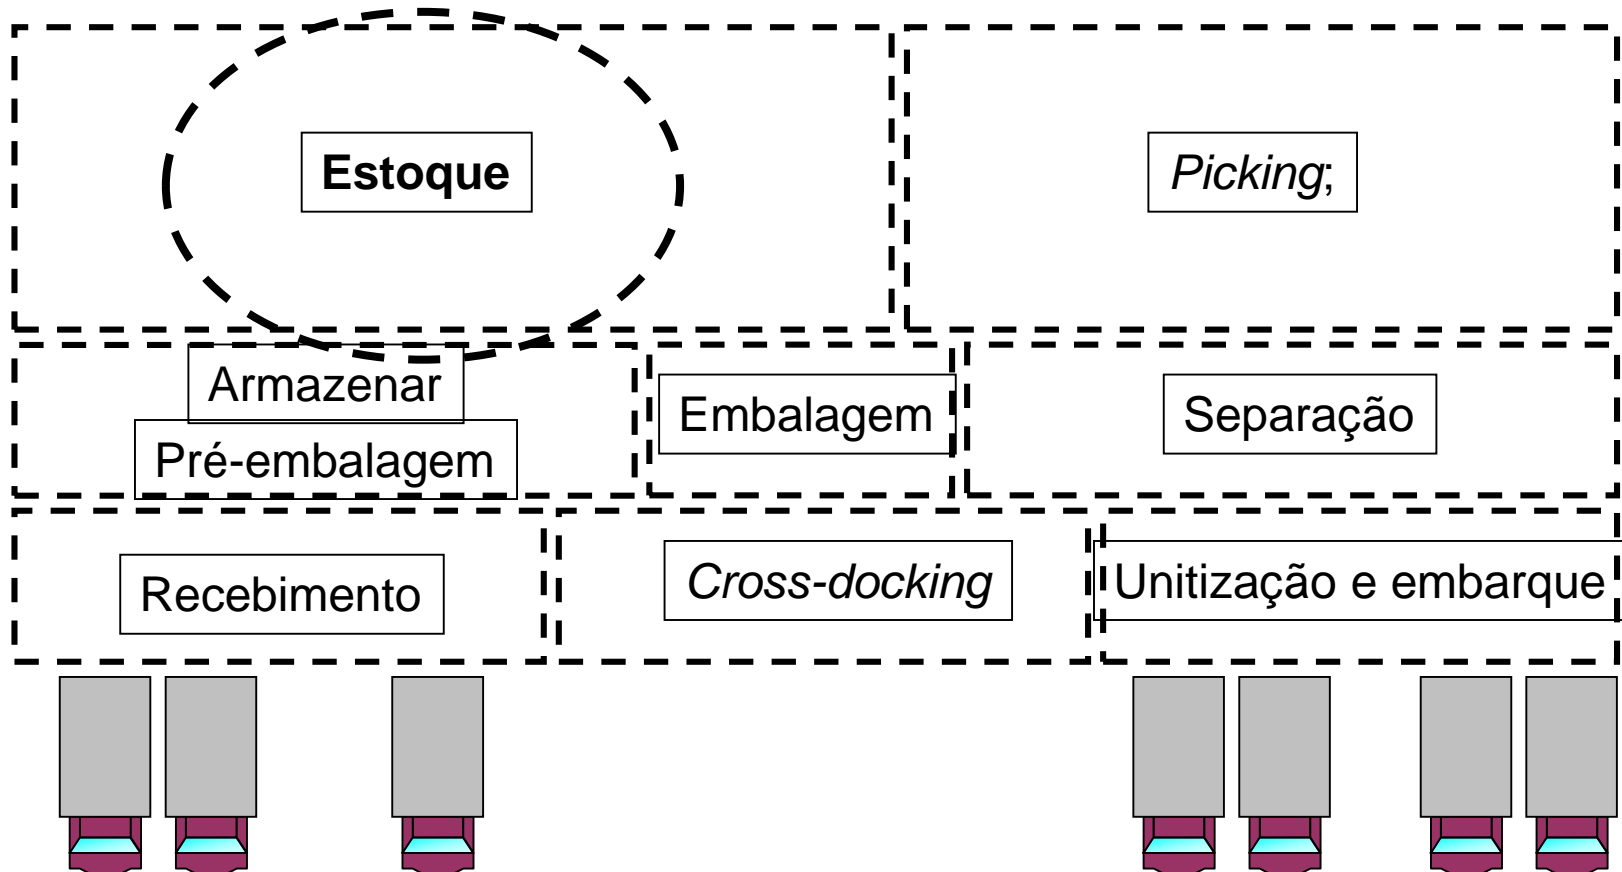 Estoque
Picking;
Armazenar
Pré-embalagem
Embalagem
Separação
Recebimento
Cross-docking
Unitização e embarque